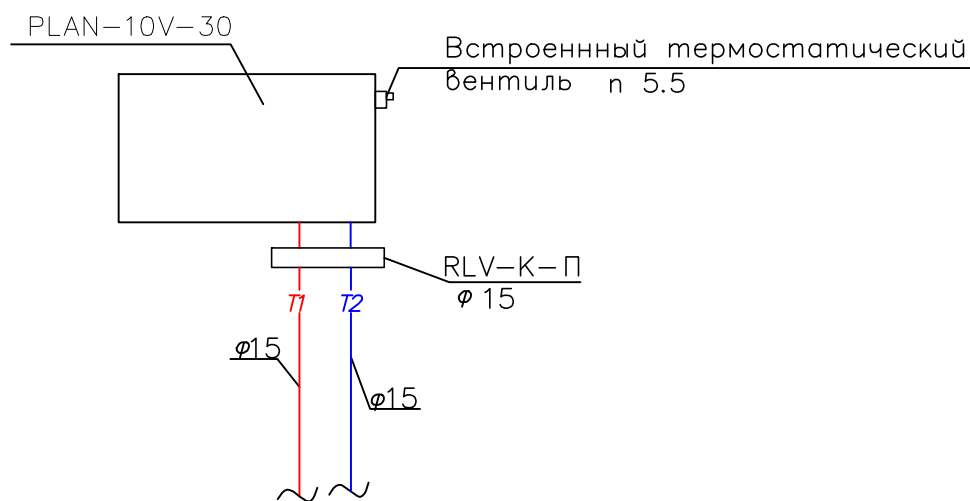 PLAN-10V-30
Встроеннный термостатический
вентиль п 5.5
RLV-К-П
φ 15
T1 T2
φ15
φ15